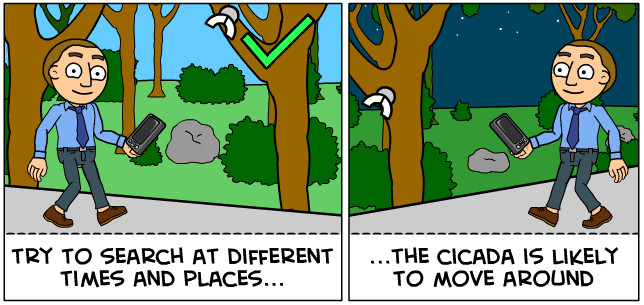 TRY TO SEARCH AT DIFFERENT
TIMES AND PLACES...
...THE CICADA IS LIKELY
TO MOVE AROUND